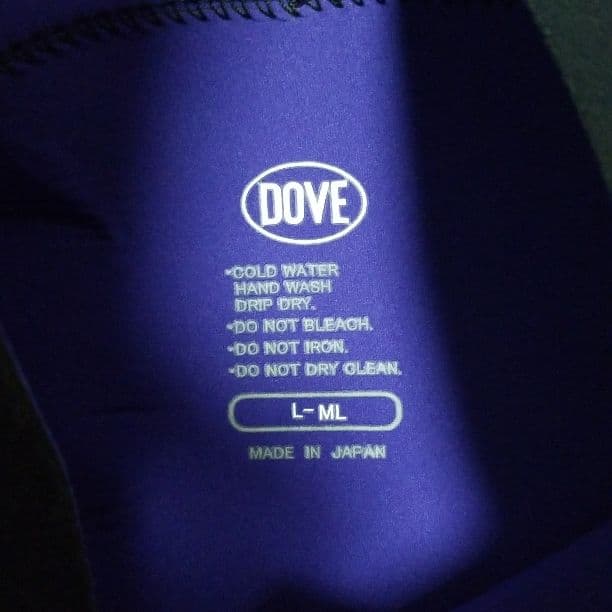 DOVE
•COLD WATER
HAND WASH
DRIP DRY.
•DO NOT BLEACH.
•DO NOT IRON.
•DO NOT DRY CLEAN.
L-ML
MADE IN JAPAN